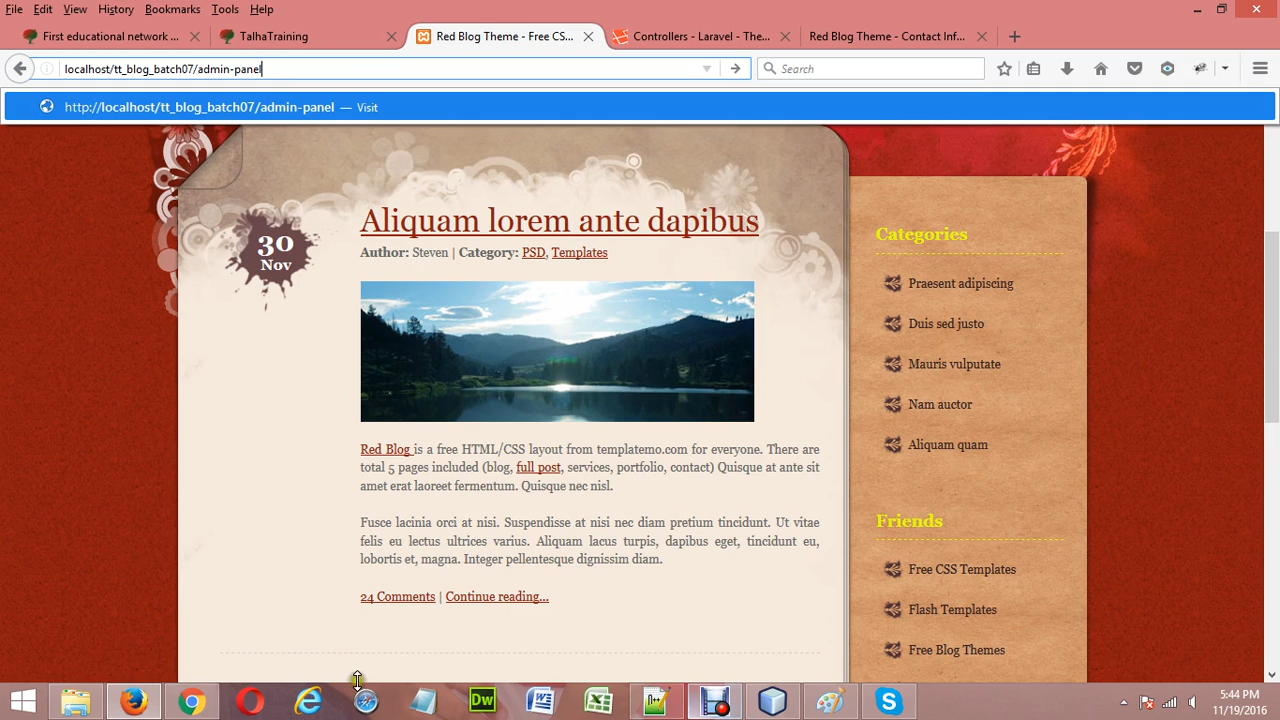 File Edit View History Bookmarks Tools Help
First educational network ... TalhaTraining Red Blog Theme - Free CS... Controllers - Laravel - The... Red Blog Theme - Contact Inf...
localhost/tt_blog_batch07/admin-panel Search
http://localhost/tt_blog_batch07/admin-panel — Visit
30
Nov
Aliquam lorem ante dapibus
Author: Steven | Category: PSD, Templates
Red Blog is a free HTML/CSS layout from templatemo.com for everyone. There are
total 5 pages included (blog, full post, services, portfolio, contact) Quisque at ante sit
amet erat laoreet fermentum. Quisque nec nisl.
Fusce lacinia orci at nisi. Suspendisse at nisi nec diam pretium tincidunt. Ut vitae
felis eu lectus ultrices varius. Aliquam lacus turpis, dapibus eget, tincidunt eu,
lobortis et, magna. Integer pellentesque dignissim diam.
24 Comments | Continue reading...
Categories
Praesent adipiscing
Duis sed justo
Mauris vulputate
Nam auctor
Aliquam quam
Friends
Free CSS Templates
Flash Templates
Free Blog Themes
Dw
5:44 PM
11/19/2016